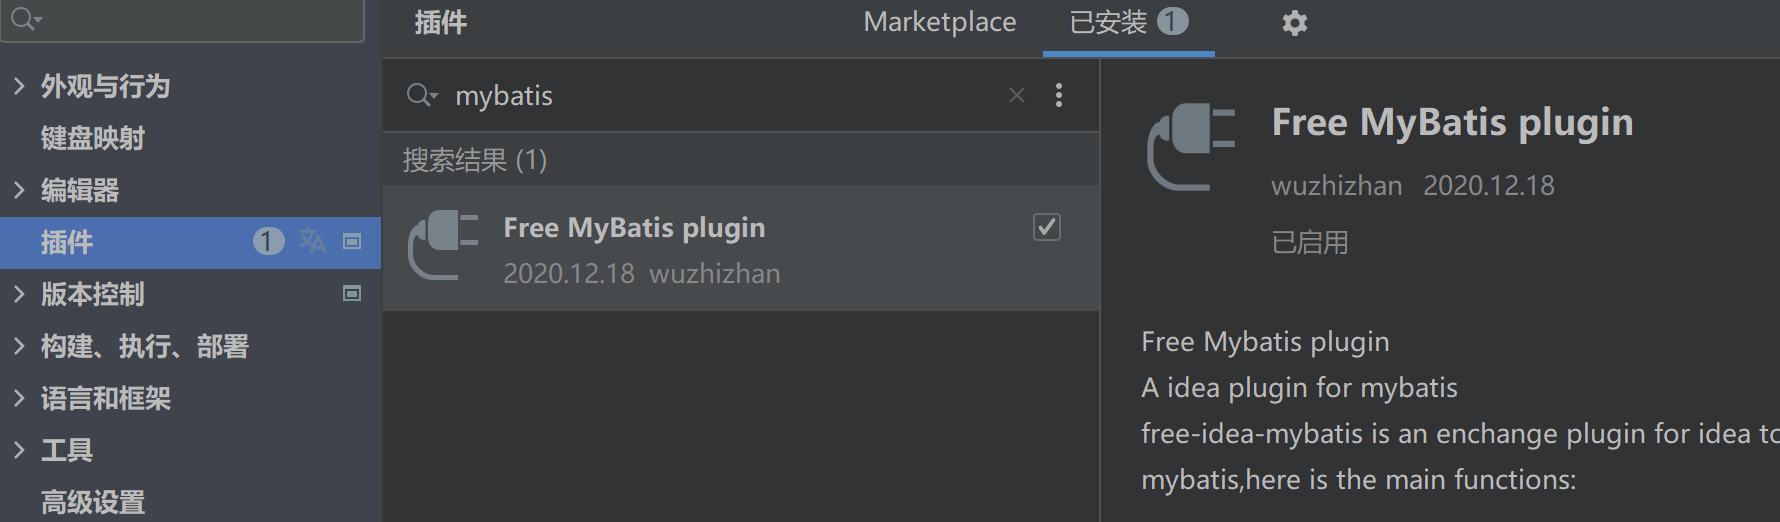 外观与行为
键盘映射
编辑器
插件 1
版本控制
构建、执行、部署
语言和框架
工具
高级设置
插件 Marketplace 已安装 1
mybatis
搜索结果 (1)
Free MyBatis plugin
2020.12.18 wuzhizhan
Free MyBatis plugin
wuzhizhan 2020.12.18
已启用
Free Mybatis plugin
A idea plugin for mybatis
free-idea-mybatis is an enchange plugin for idea to
mybatis,here is the main functions: